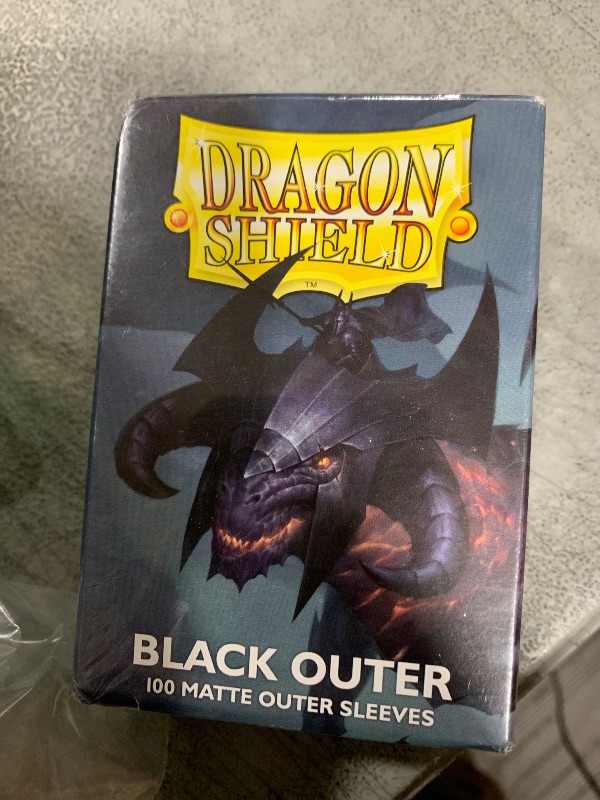 DRAGON
SHIELD
TM
BLACK OUTER
100 MATTE OUTER SLEEVES